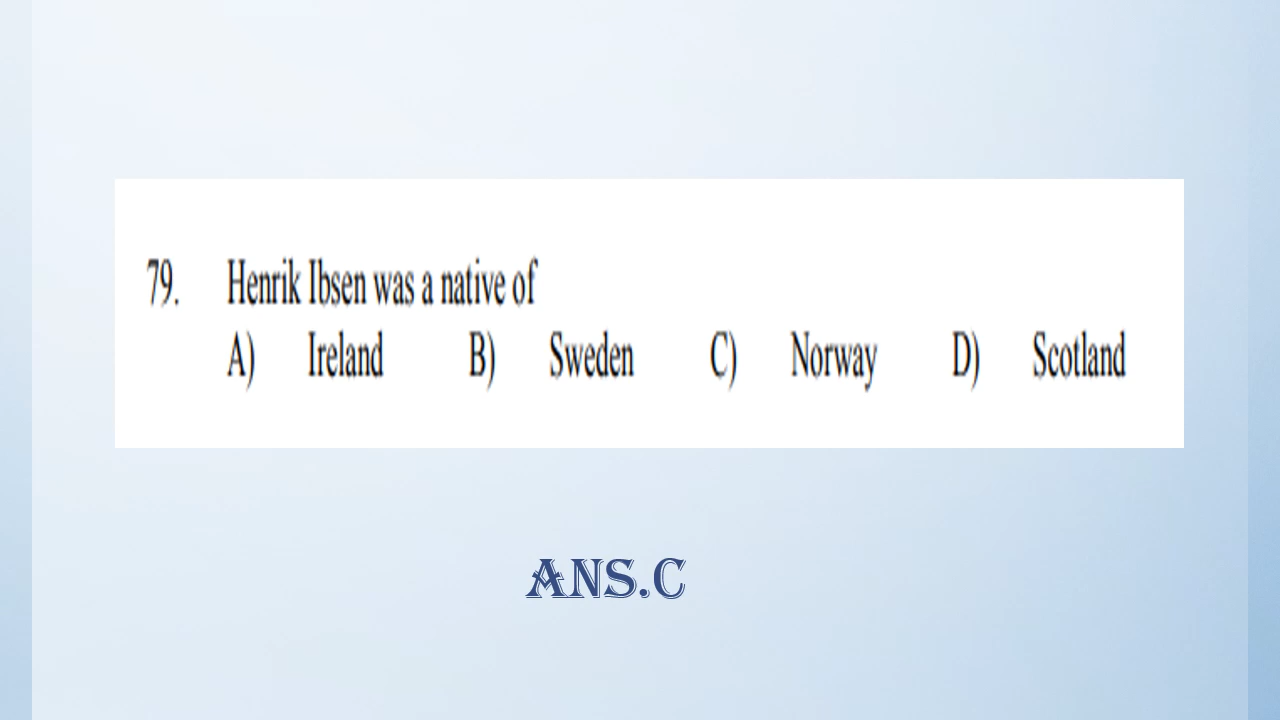 79. Henrik Ibsen was a native of
A) Ireland B) Sweden C) Norway D) Scotland
ANS.C